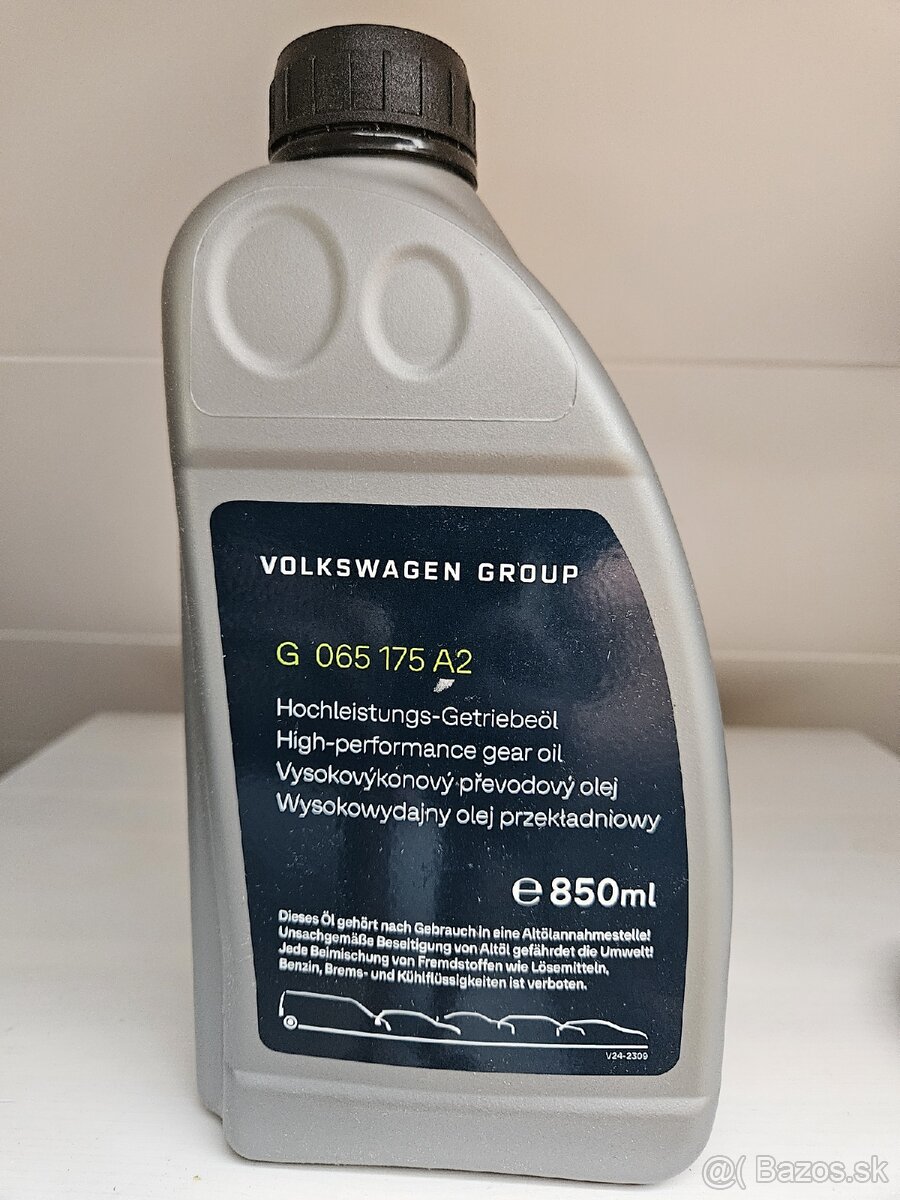 VOLKSWAGEN GROUP
G 065 175 A2
Hochleistungs-Getriebeöl
High-performance gear oil
Vysokovýkonový převodový olej
Wysokowydajny olej przekładniowy
℮ 850ml
Dieses Öl gehört nach Gebrauch in eine Altölannahmestelle!
Unsachgemäße Beseitigung von Altöl gefährdet die Umwelt!
Jede Beimischung von Fremdstoffen wie Lösemitteln,
Benzin, Brems- und Kühlflüssigkeiten ist verboten.
V24-2309
@( Bazos.sk